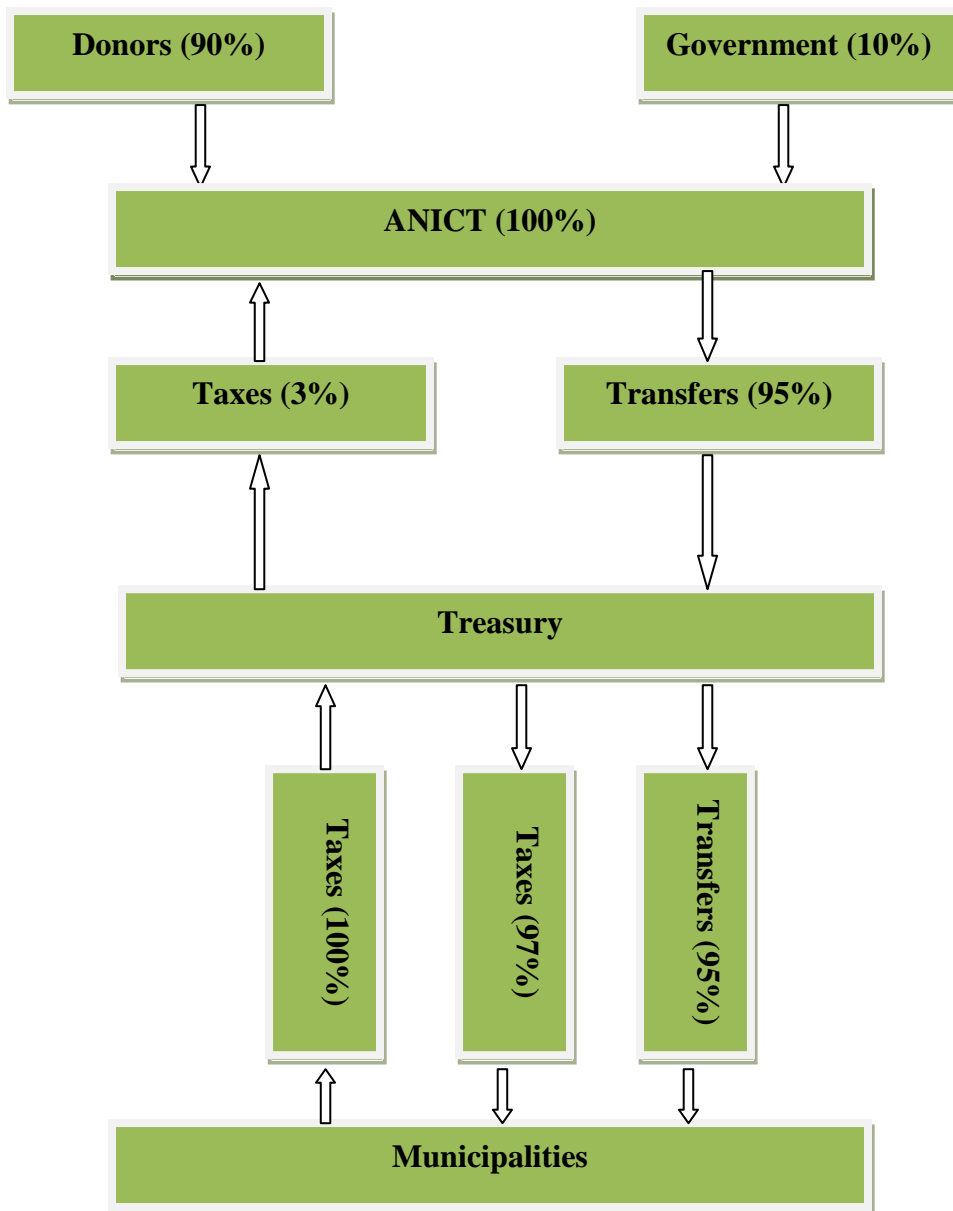 Donors (90%)
Government (10%)
ANICT (100%)
Taxes (3%)
Transfers (95%)
Treasury
Taxes (100%)
Taxes (97%)
Transfers (95%)
Municipalities